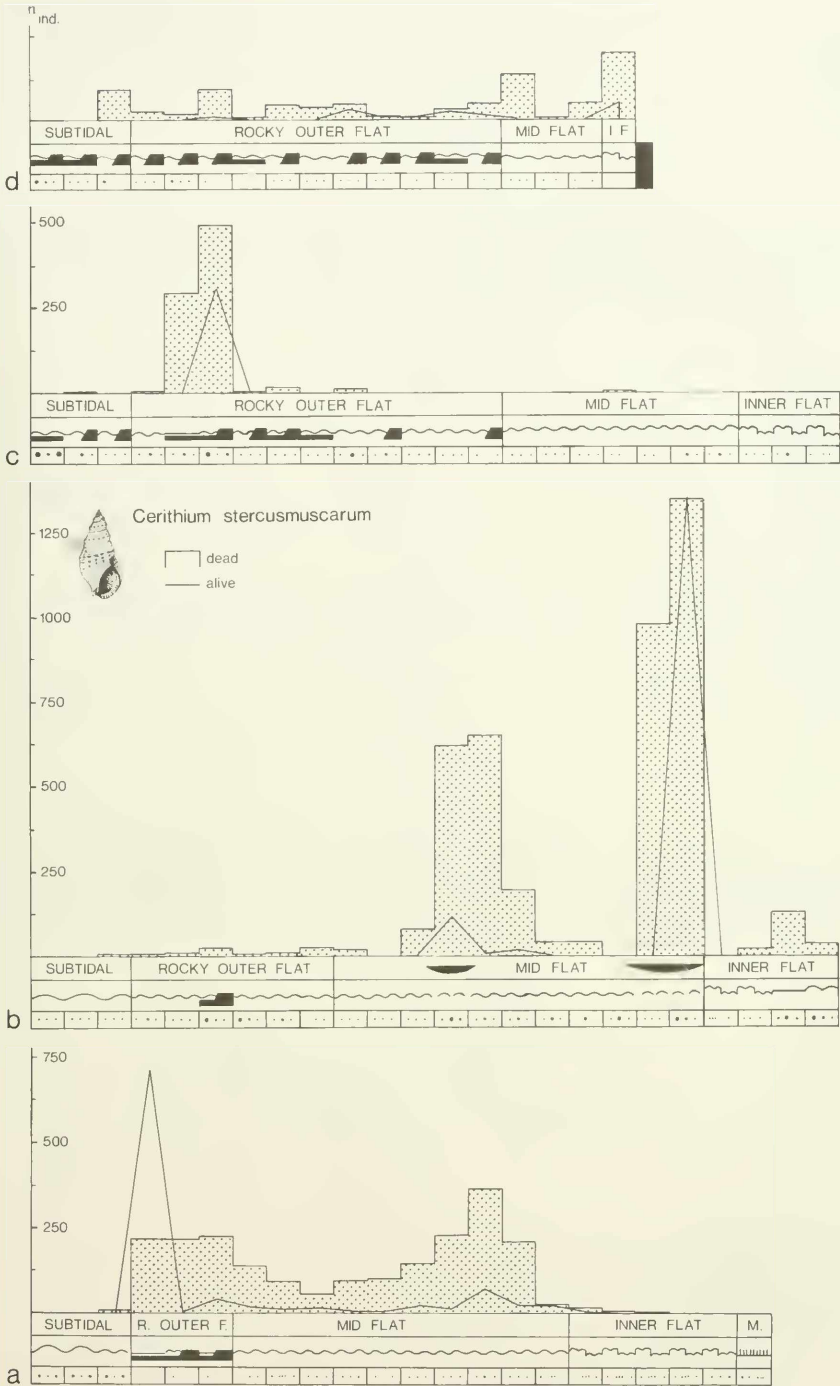 n
ind.
SUBTIDAL ROCKY OUTER FLAT MID FLAT I F
d
500
250
SUBTIDAL ROCKY OUTER FLAT MID FLAT INNER FLAT
c
Cerithium stercusmuscarum
dead
alive
1250
1000
750
500
250
SUBTIDAL ROCKY OUTER FLAT MID FLAT INNER FLAT
b
750
500
250
SUBTIDAL R. OUTER F. MID FLAT INNER FLAT M.
a